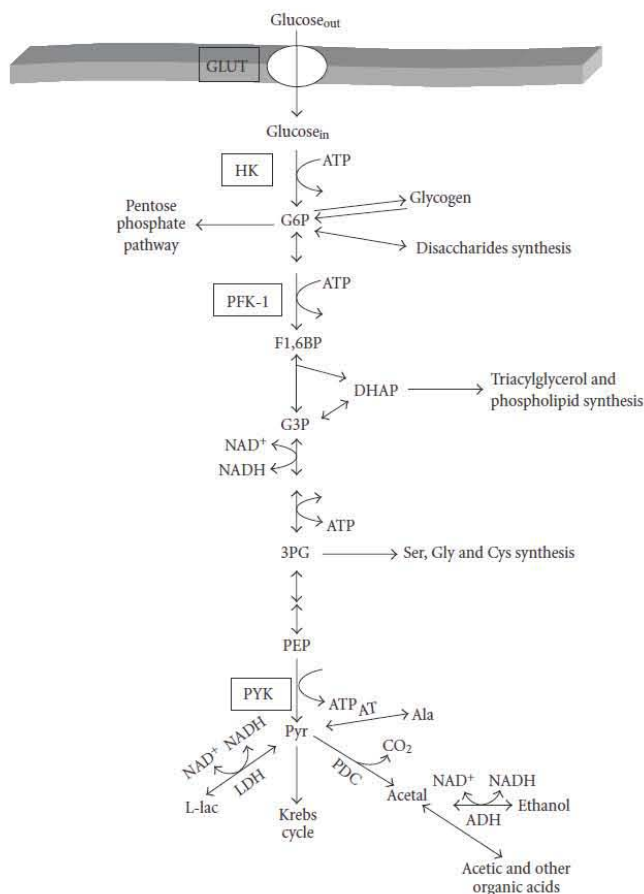 Glucose_out
GLUT
Glucose_in
HK
ATP
Pentose
phosphate
pathway
G6P
Glycogen
Disaccharides synthesis
PFK-1
ATP
F1,6BP
DHAP
Triacylglycerol and
phospholipid synthesis
G3P
NAD⁺
NADH
ATP
3PG
Ser, Gly and Cys synthesis
PEP
PYK
ATP
AT
Ala
Pyr
NAD⁺
NADH
LDH
L-lac
Krebs
cycle
PDC
CO₂
Acetal
NAD⁺
NADH
ADH
Ethanol
Acetic and other
organic acids